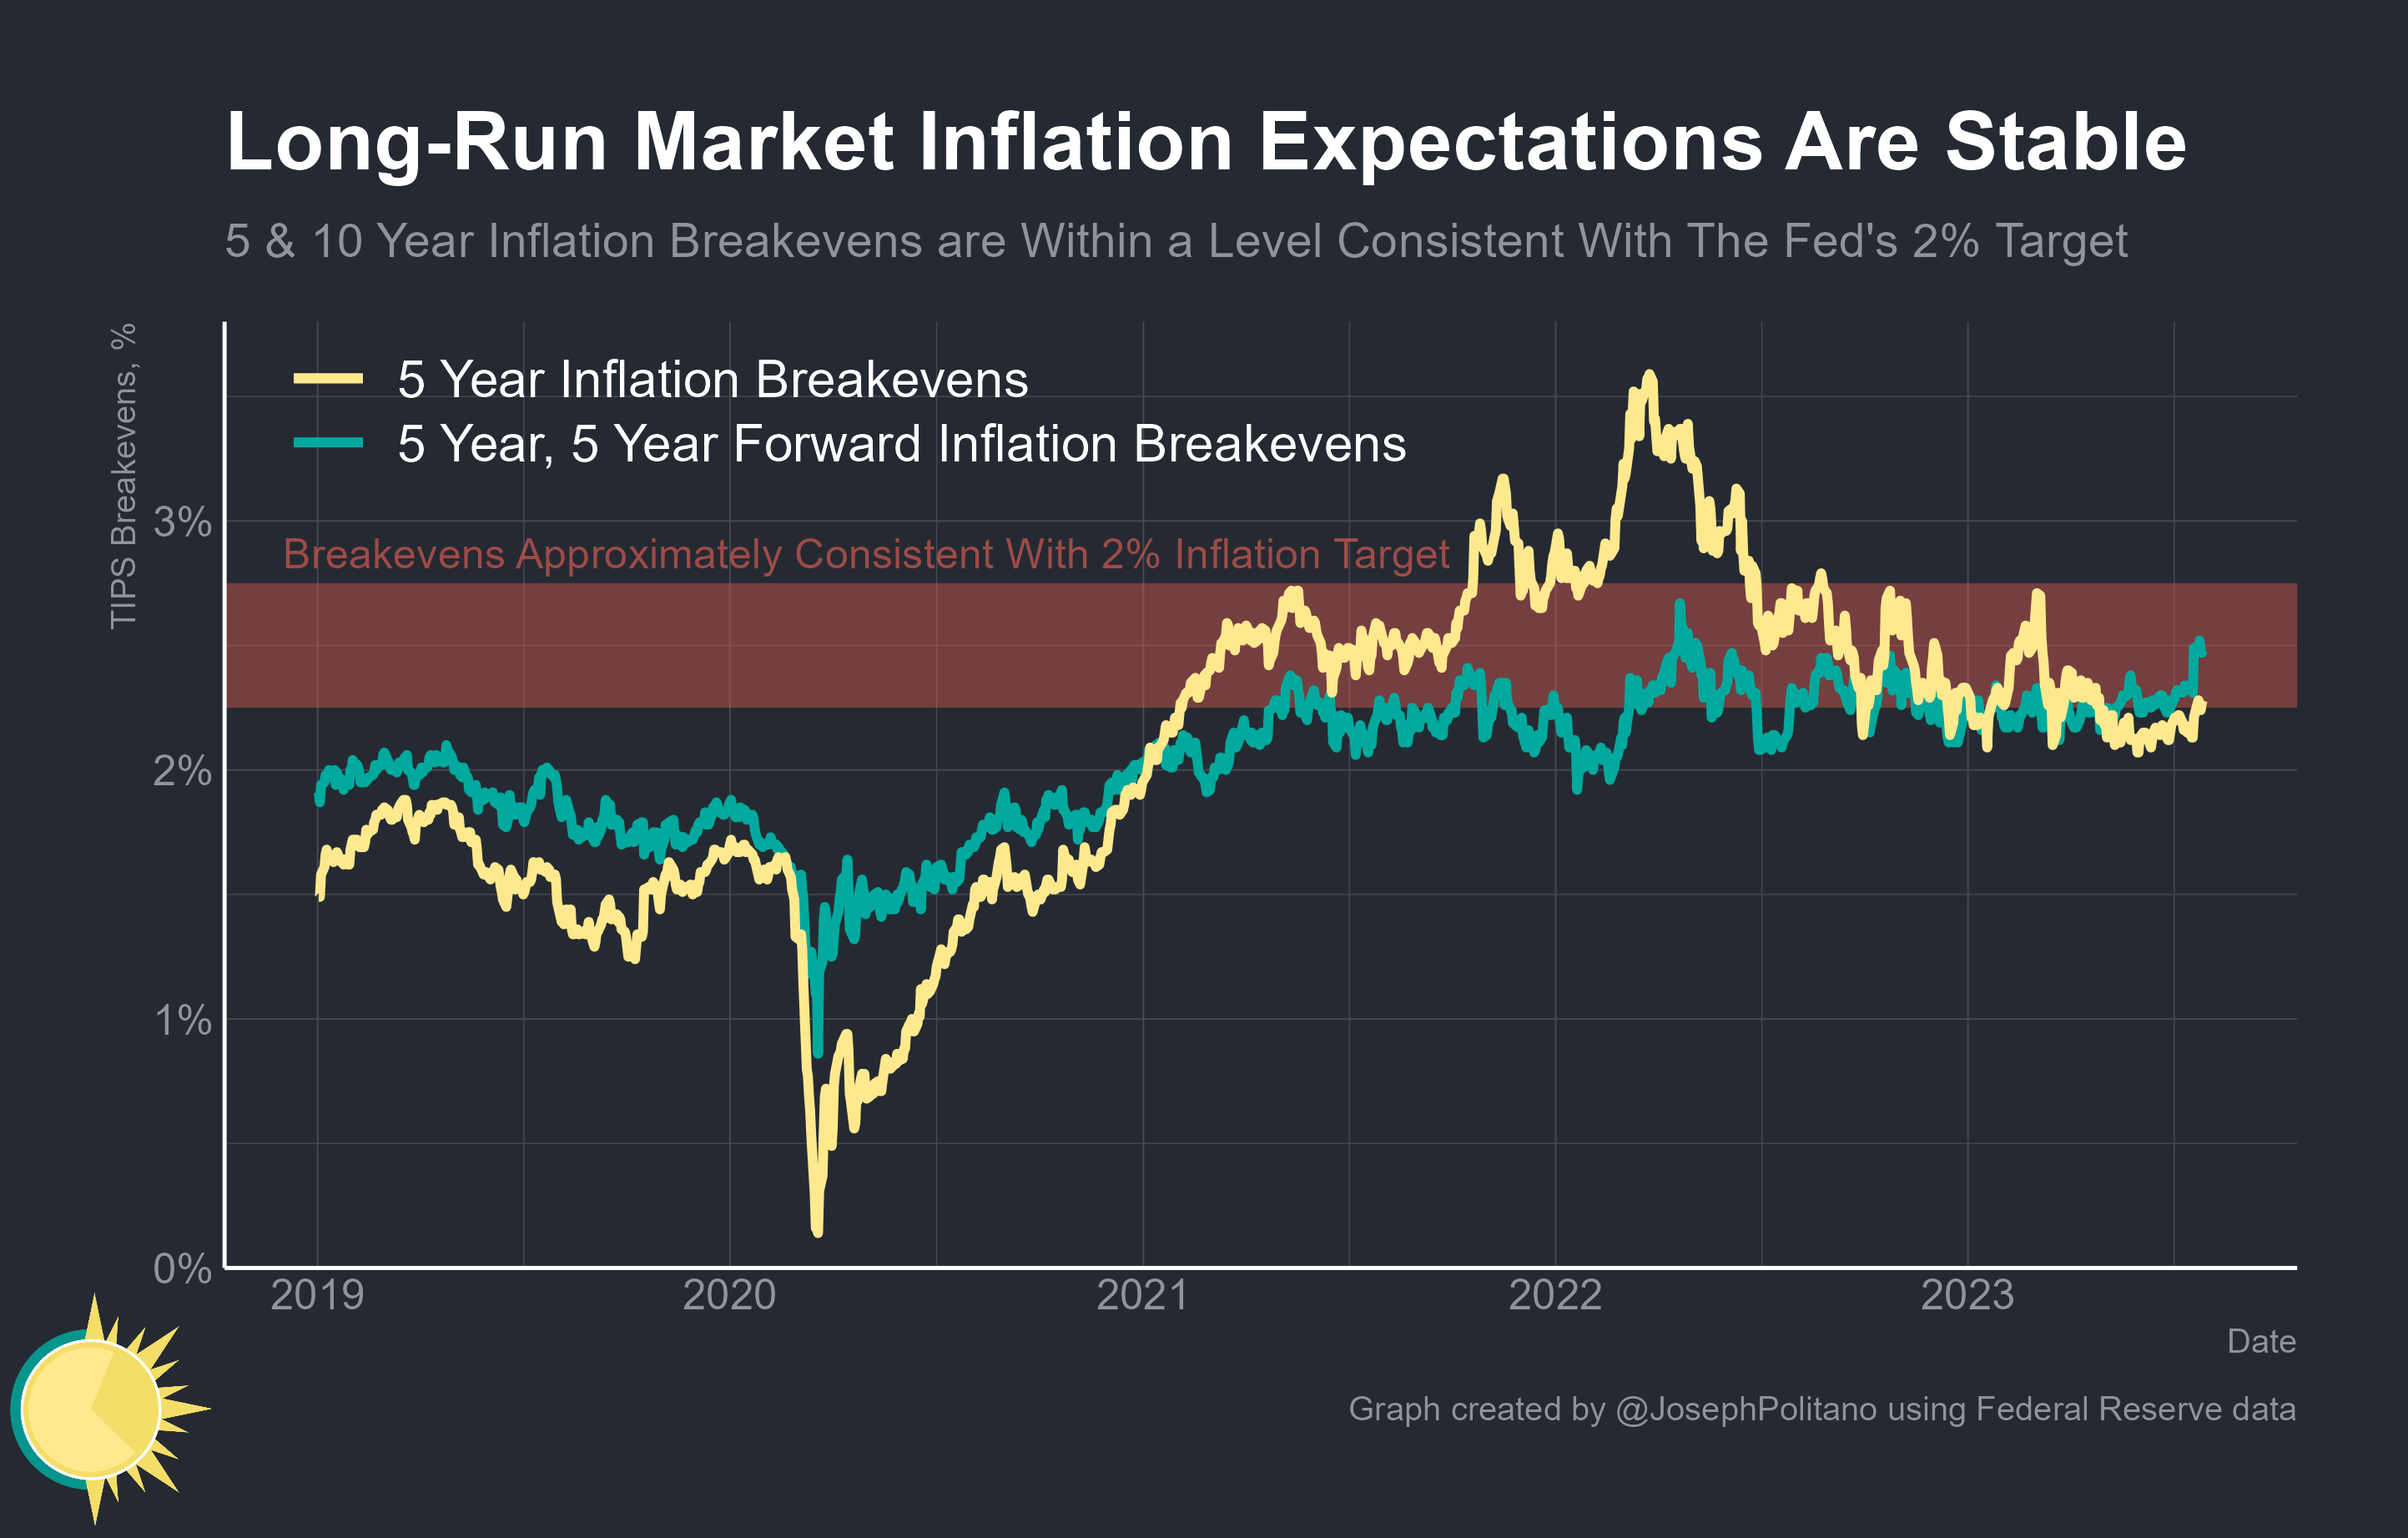 Long-Run Market Inflation Expectations Are Stable
5 & 10 Year Inflation Breakevens are Within a Level Consistent With The Fed's 2% Target
TIPS Breakevens, %
5 Year Inflation Breakevens
5 Year, 5 Year Forward Inflation Breakevens
3%
Breakevens Approximately Consistent With 2% Inflation Target
2%
1%
0%
2019
2020
2021
2022
2023
Date
Graph created by @JosephPolitano using Federal Reserve data